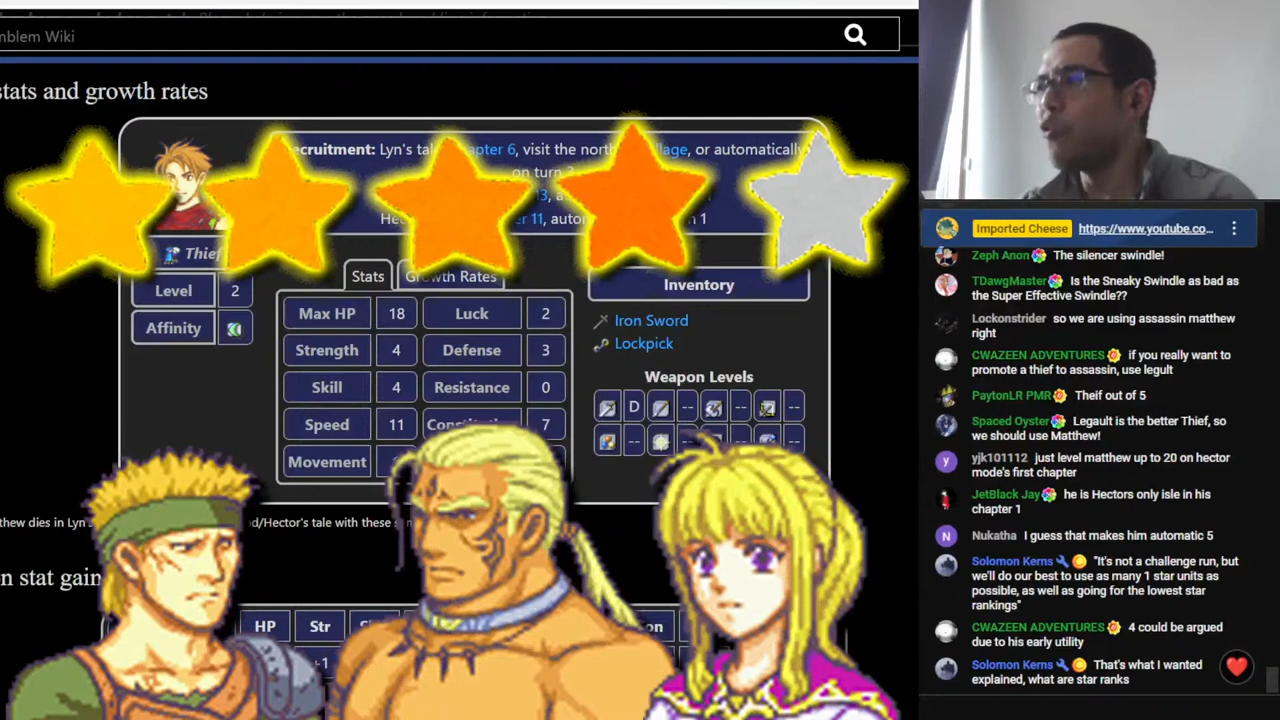 mblem Wiki
stats and growth rates
ecruitment: Lyn's tal apter 6, visit the north llage, or automatically
on turn 3
13, a
He er 11, auto n 1
Thief
Level 2
Affinity
Stats
Growth Rates
Max HP 18 Luck 2
Strength 4 Defense 3
Skill 4 Resistance 0
Speed 11 Const 7
Movement
Inventory
Iron Sword
Lockpick
Weapon Levels
D -- -- --
-- --
hew dies in Lyn's
d/Hector's tale with these s
n stat gain
HP Str
+1
on
Imported Cheese https://www.youtube.co...
Zeph Anon The silencer swindle!
TDawgMaster Is the Sneaky Swindle as bad as
the Super Effective Swindle??
Lockonstrider so we are using assassin matthew
right
CWAZEEN ADVENTURES if you really want to
promote a thief to assassin, use legult
PaytonLR PMR Theif out of 5
Spaced Oyster Legault is the better Thief, so
we should use Matthew!
yjk101112 just level matthew up to 20 on hector
mode's first chapter
JetBlack Jay he is Hectors only isle in his
chapter 1
Nukatha I guess that makes him automatic 5
Solomon Kerns "It's not a challenge run, but
we'll do our best to use as many 1 star units as
possible, as well as going for the lowest star
rankings"
CWAZEEN ADVENTURES 4 could be argued
due to his early utility
Solomon Kerns That's what I wanted
explained, what are star ranks